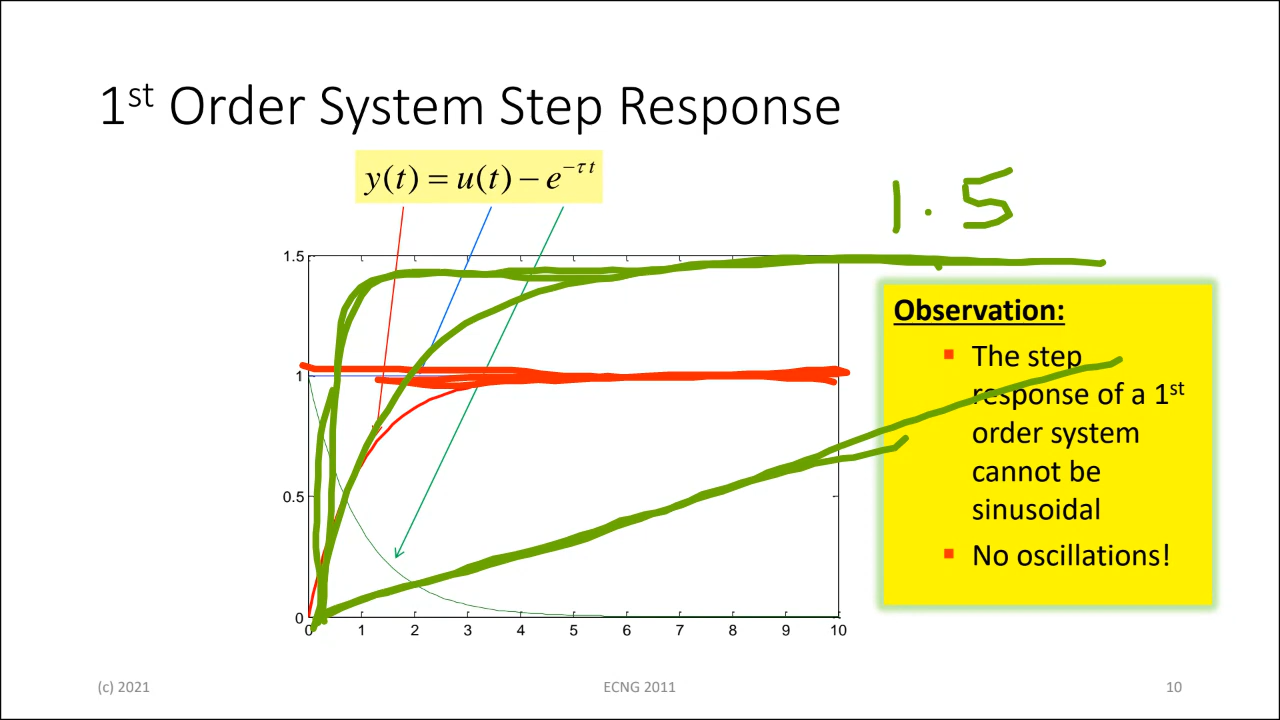 1st Order System Step Response
y(t) = u(t) − e^{−τ t}
1.5
1.5
1
0.5
0
0 1 2 3 4 5 6 7 8 9 10
Observation:
The step
response of a 1st
order system
cannot be
sinusoidal
No oscillations!
(c) 2021
ECNG 2011
10